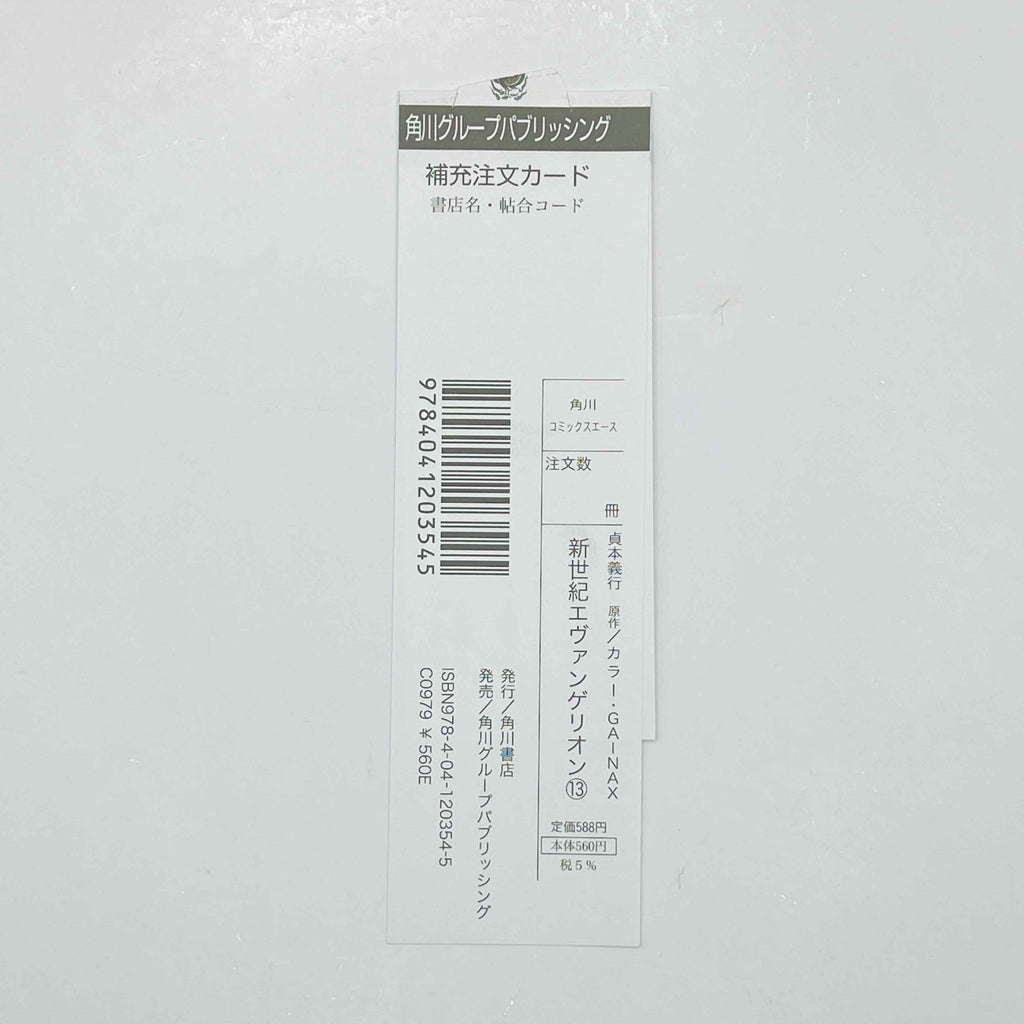 角川グループパブリッシング
補充注文カード
書店名・帖合コード
角川
コミックスエース
注文数
冊
貞本義行 原作/カラー・GAINAX
新世紀エヴァンゲリオン⑬
定価588円
本体560円
税5%
9784041203545
発行/角川書店
発売/角川グループパブリッシング
ISBN978-4-04-120354-5
C0979 ¥560E